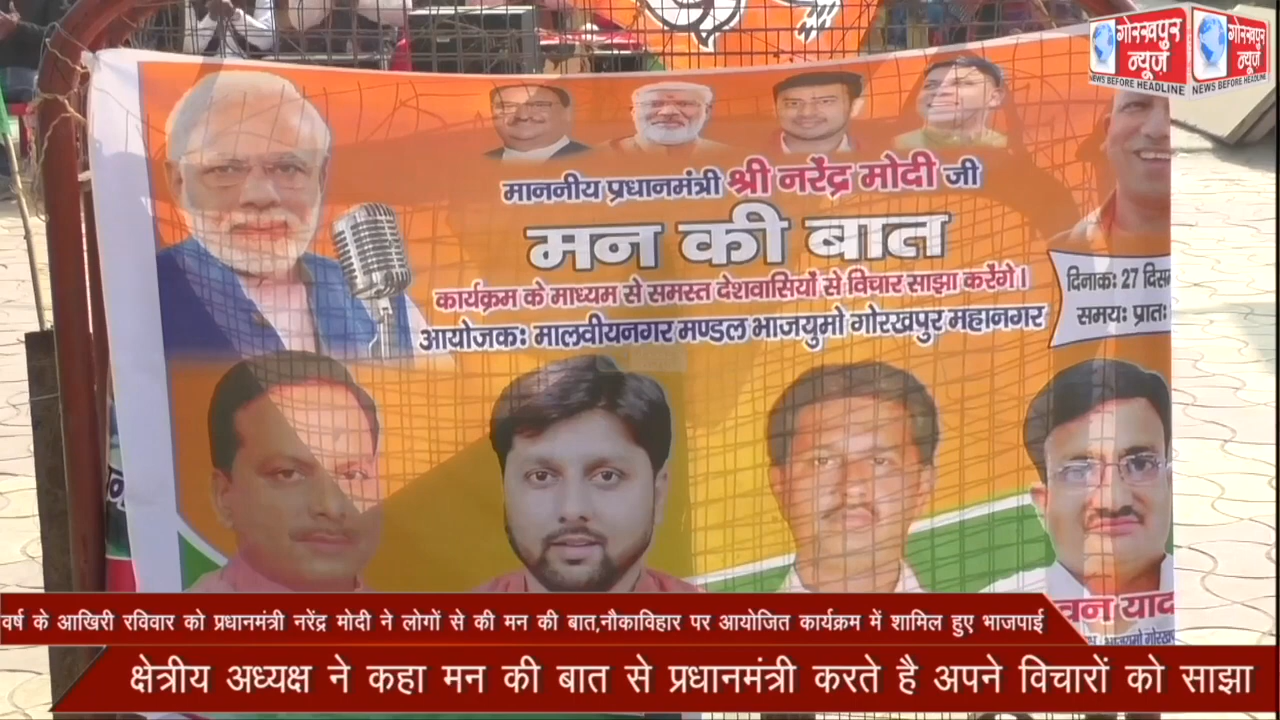 गोरखपुर न्यूज़
NEWS BEFORE HEADLINE
गोरखपुर न्यूज़
NEWS BEFORE HEADLINE
माननीय प्रधानमंत्री श्री नरेंद्र मोदी जी
मन की बात
कार्यक्रम के माध्यम से समस्त देशवासियों से विचार साझा करेंगे।
आयोजकः मालवीयनगर मण्डल भाजयुमो गोरखपुर महानगर
दिनाकः 27
समयः प्रातः
वर्ष के आखिरी रविवार को प्रधानमंत्री नरेंद्र मोदी ने लोगों से की मन की बात,नौकाविहार पर आयोजित कार्यक्रम में शामिल हुए भाजपाई
क्षेत्रीय अध्यक्ष ने कहा मन की बात से प्रधानमंत्री करते है अपने विचारों को साझा